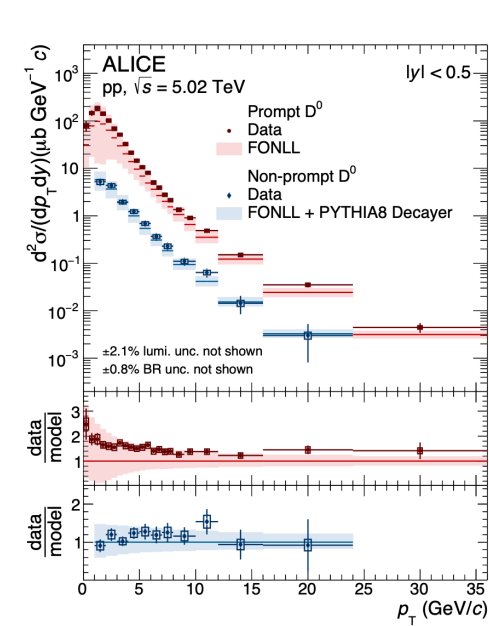 ALICE
pp, √s = 5.02 TeV
|y| < 0.5
Prompt D⁰
Data
FONLL
Non-prompt D⁰
Data
FONLL + PYTHIA8 Decayer
d²σ/(dp_T dy)(μb GeV⁻¹ c)
10³
10²
10
1
10⁻¹
10⁻²
10⁻³
±2.1% lumi. unc. not shown
±0.8% BR unc. not shown
data
model
3
2
1
data
model
2
1
0 5 10 15 20 25 30 35
p_T (GeV/c)